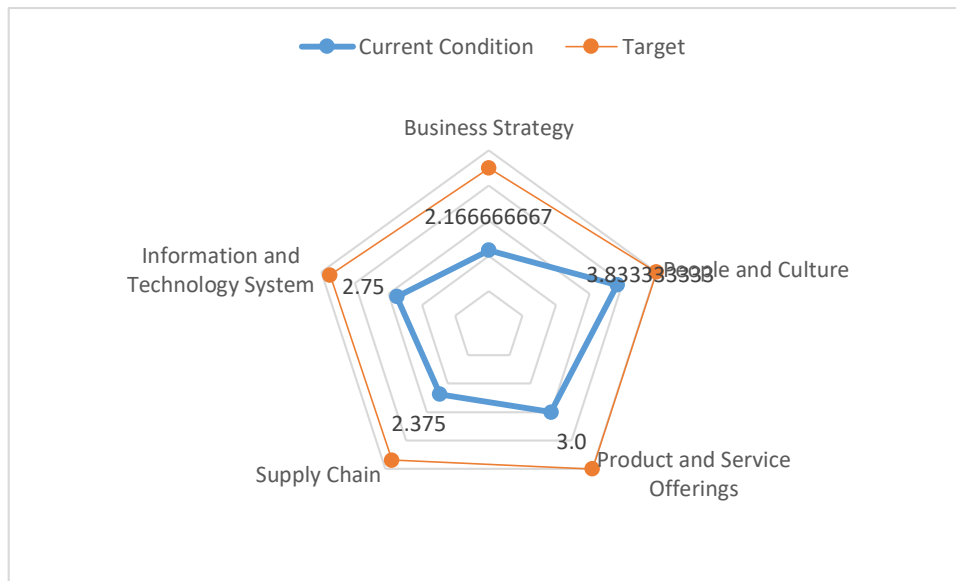 Current Condition
Target
Business Strategy
2.166666667
3.833333333
People and Culture
Information and
Technology System
2.75
2.375
3.0
Supply Chain
Product and Service
Offerings